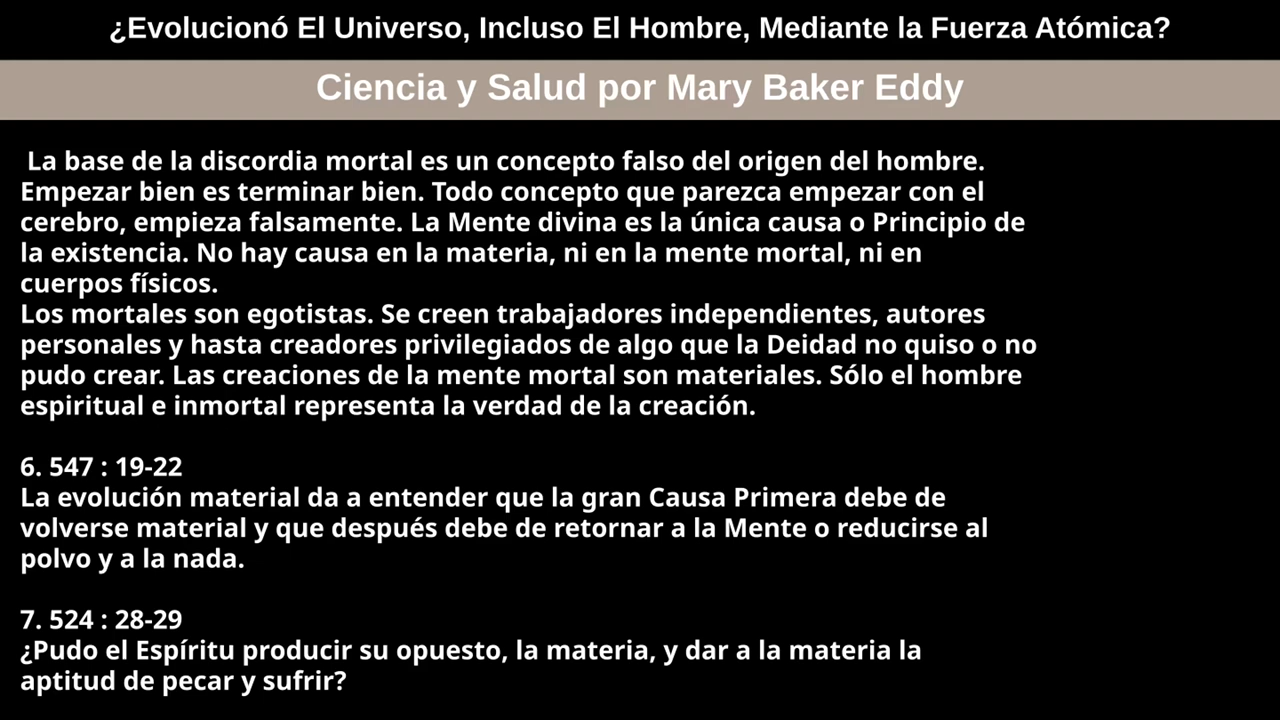 ¿Evolucionó El Universo, Incluso El Hombre, Mediante la Fuerza Atómica?
Ciencia y Salud por Mary Baker Eddy
La base de la discordia mortal es un concepto falso del origen del hombre.
Empezar bien es terminar bien. Todo concepto que parezca empezar con el
cerebro, empieza falsamente. La Mente divina es la única causa o Principio de
la existencia. No hay causa en la materia, ni en la mente mortal, ni en
cuerpos físicos.
Los mortales son egotistas. Se creen trabajadores independientes, autores
personales y hasta creadores privilegiados de algo que la Deidad no quiso o no
pudo crear. Las creaciones de la mente mortal son materiales. Sólo el hombre
espiritual e inmortal representa la verdad de la creación.
6. 547 : 19-22
La evolución material da a entender que la gran Causa Primera debe de
volverse material y que después debe de retornar a la Mente o reducirse al
polvo y a la nada.
7. 524 : 28-29
¿Pudo el Espíritu producir su opuesto, la materia, y dar a la materia la
aptitud de pecar y sufrir?